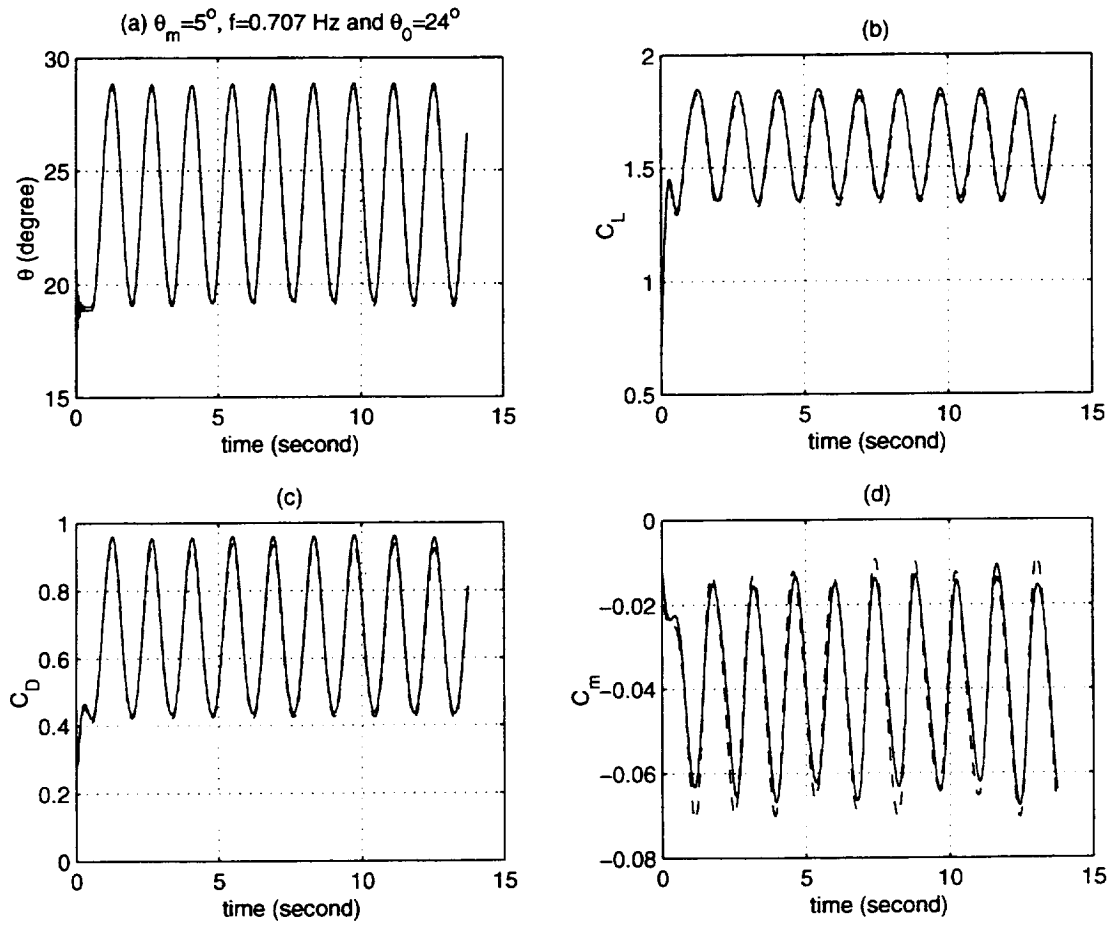 (a) θm=5°, f=0.707 Hz and θ0=24°
30
25
20
15
θ (degree)
0 5 10 15
time (second)
(b)
2
1.5
1
0.5
CL
0 5 10 15
time (second)
(c)
1
0.8
0.6
0.4
0.2
0
CD
0 5 10 15
time (second)
(d)
0
−0.02
−0.04
−0.06
−0.08
Cm
0 5 10 15
time (second)